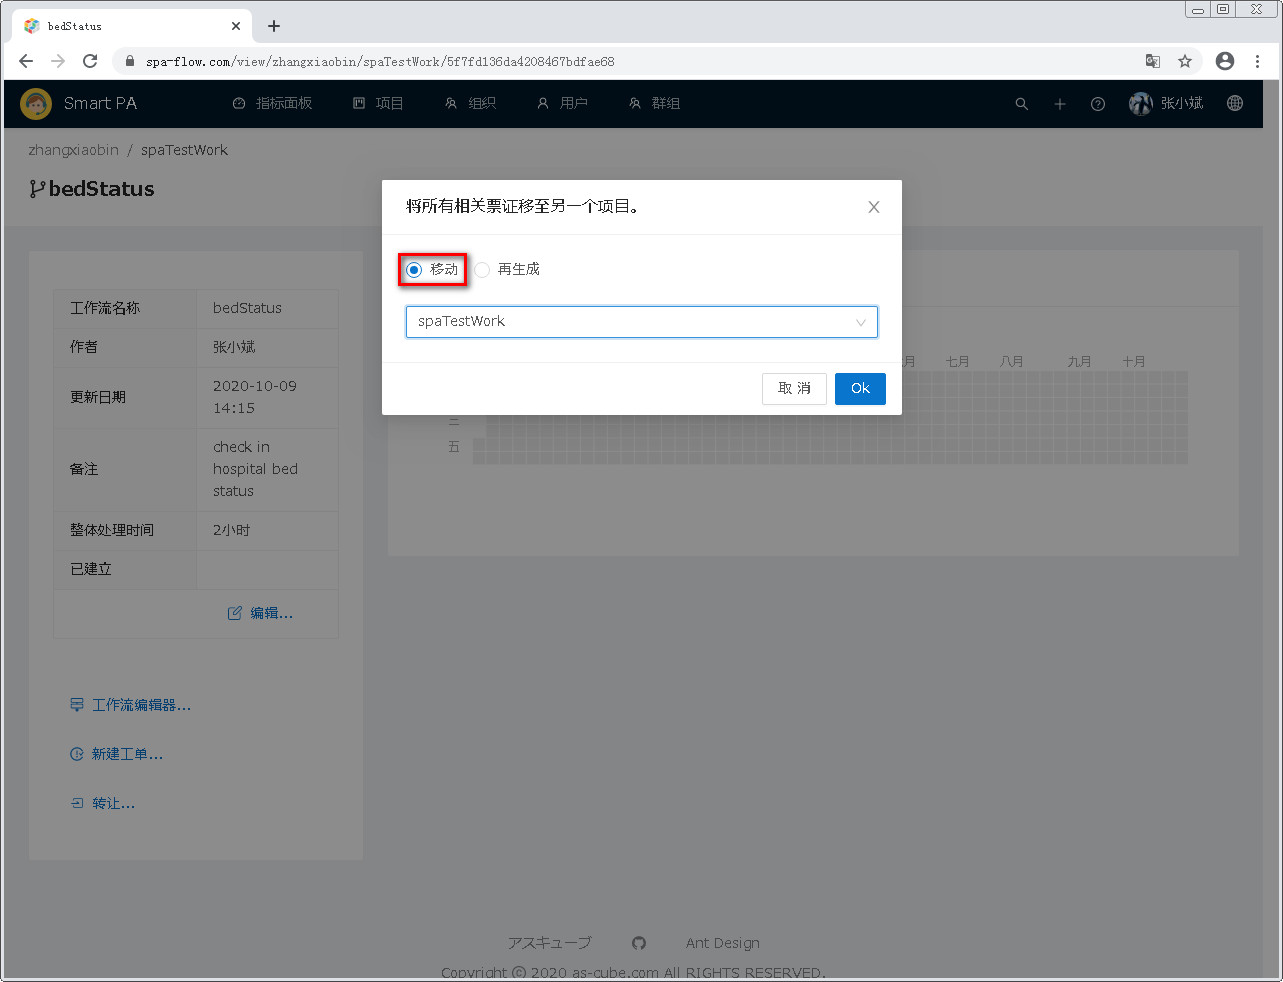 bedStatus
spa-flow.com/view/zhangxiaobin/spaTestWork/5f7fd136da4208467bdfae68
Smart PA 指标面板 项目 组织 用户 群组 张小斌
zhangxiaobin / spaTestWork
bedStatus
将所有相关票证移至另一个项目。
移动 再生成
spaTestWork
取 消 Ok
工作流名称 bedStatus
作者 张小斌
更新日期 2020-10-09 14:15
备注 check in hospital bed status
整体处理时间 2小时
已建立
编辑...
工作流编辑器...
新建工单...
转让...
月 七月 八月 九月 十月
三
五
アスキューブ Ant Design
Copyright © 2020 as-cube.com All RIGHTS RESERVED.